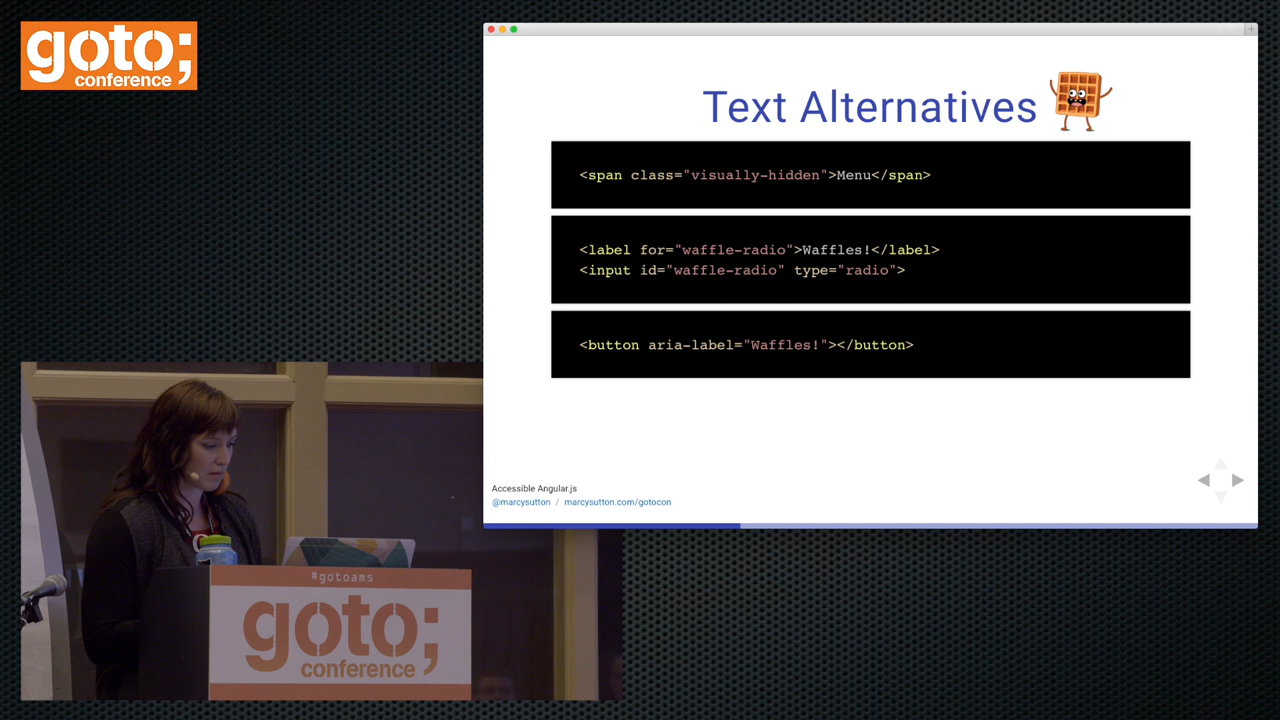 goto;
conference
Text Alternatives
<span class="visually-hidden">Menu</span>
<label for="waffle-radio">Waffles!</label>
<input id="waffle-radio" type="radio">
<button aria-label="Waffles!"></button>
Accessible Angular.js
@marcysutton / marcysutton.com/gotocon
#gotoams
goto;
conference